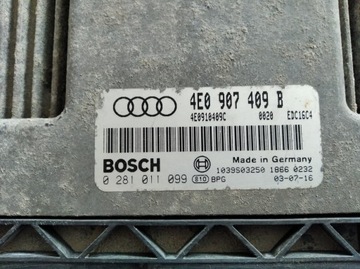 4E0 907 409 B
4E0910409C 0020 EDC16C4
BOSCH
Made in Germany
1039S03250 1866 0232
0 281 011 099 E10 BPG 03-07-16